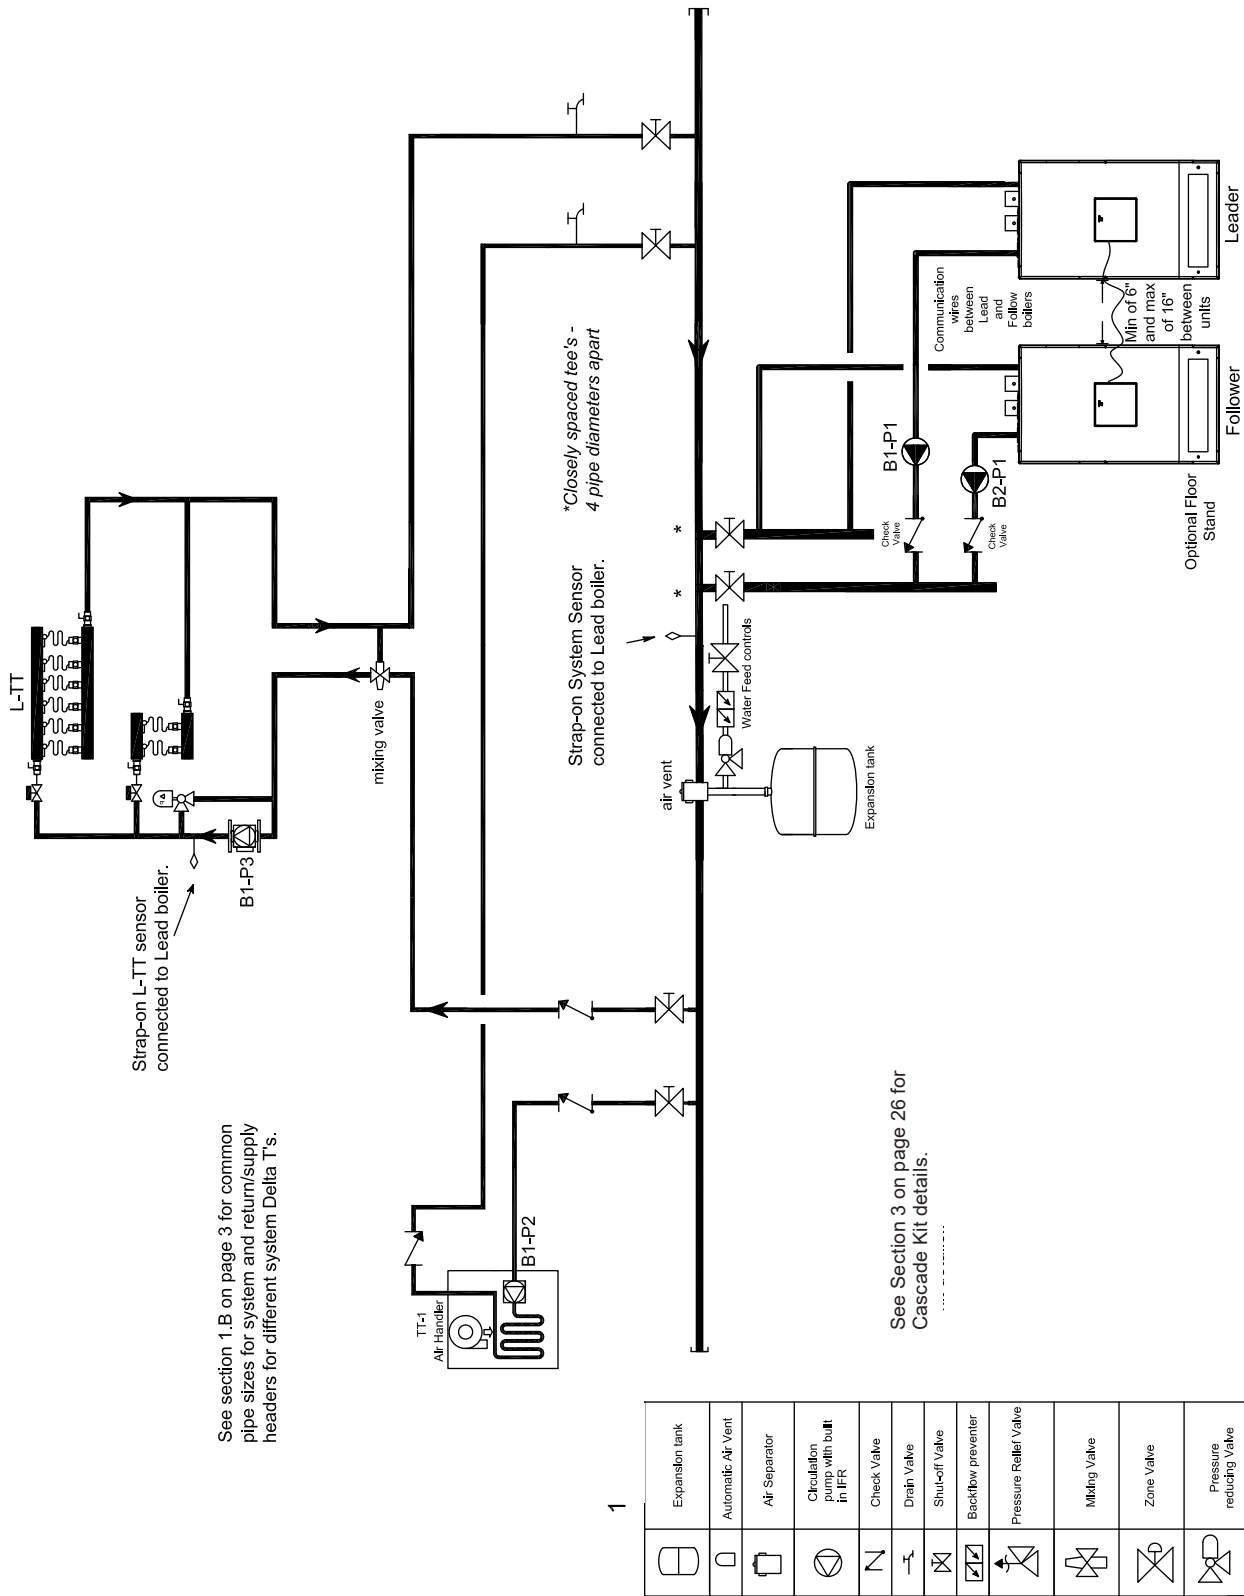 L-TT
Strap-on L-TT sensor
connected to Lead boiler.
B1-P3
mixing valve
See section 1.B on page 3 for common
pipe sizes for system and return/supply
headers for different system Delta T's.
TT-1
Air Handler
B1-P2
*Closely spaced tee's -
4 pipe diameters apart
Strap-on System Sensor
connected to Lead boiler.
*
*
air vent
Water Feed controls
Expansion tank
Check
Valve
Check
Valve
B1-P1
B2-P1
Communication
wires
between
Lead
and
Follow
boilers
Min of 6"
and max
of 16"
between
units
Leader
Follower
Optional Floor
Stand
See Section 3 on page 26 for
Cascade Kit details.
1
Expansion tank
Automatic Air Vent
Air Separator
Circulation
pump with built
in IFR
Check Valve
Drain Valve
Shut-off Valve
Backflow preventer
Pressure Relief Valve
Mixing Valve
Zone Valve
Pressure
reducing Valve